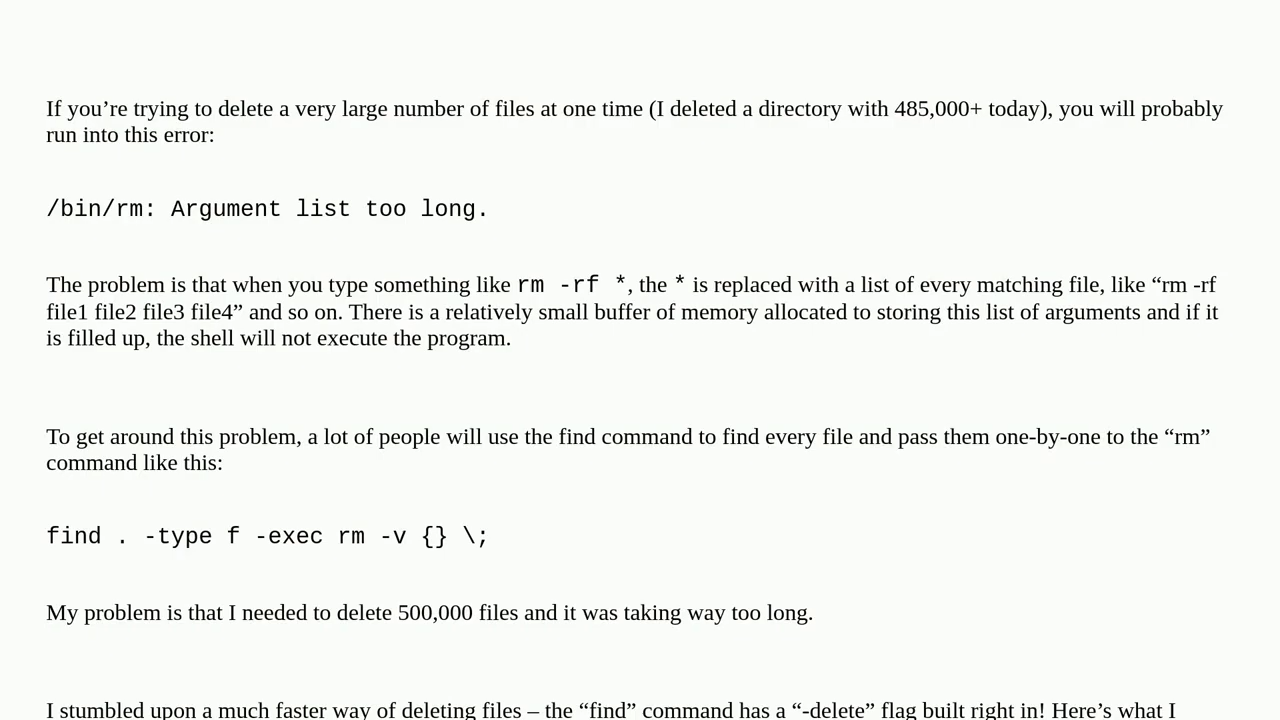 If you’re trying to delete a very large number of files at one time (I deleted a directory with 485,000+ today), you will probably
run into this error:
/bin/rm: Argument list too long.
The problem is that when you type something like rm -rf *, the * is replaced with a list of every matching file, like “rm -rf
file1 file2 file3 file4” and so on. There is a relatively small buffer of memory allocated to storing this list of arguments and if it
is filled up, the shell will not execute the program.
To get around this problem, a lot of people will use the find command to find every file and pass them one-by-one to the “rm”
command like this:
find . -type f -exec rm -v {} \;
My problem is that I needed to delete 500,000 files and it was taking way too long.
I stumbled upon a much faster way of deleting files – the “find” command has a “-delete” flag built right in! Here’s what I